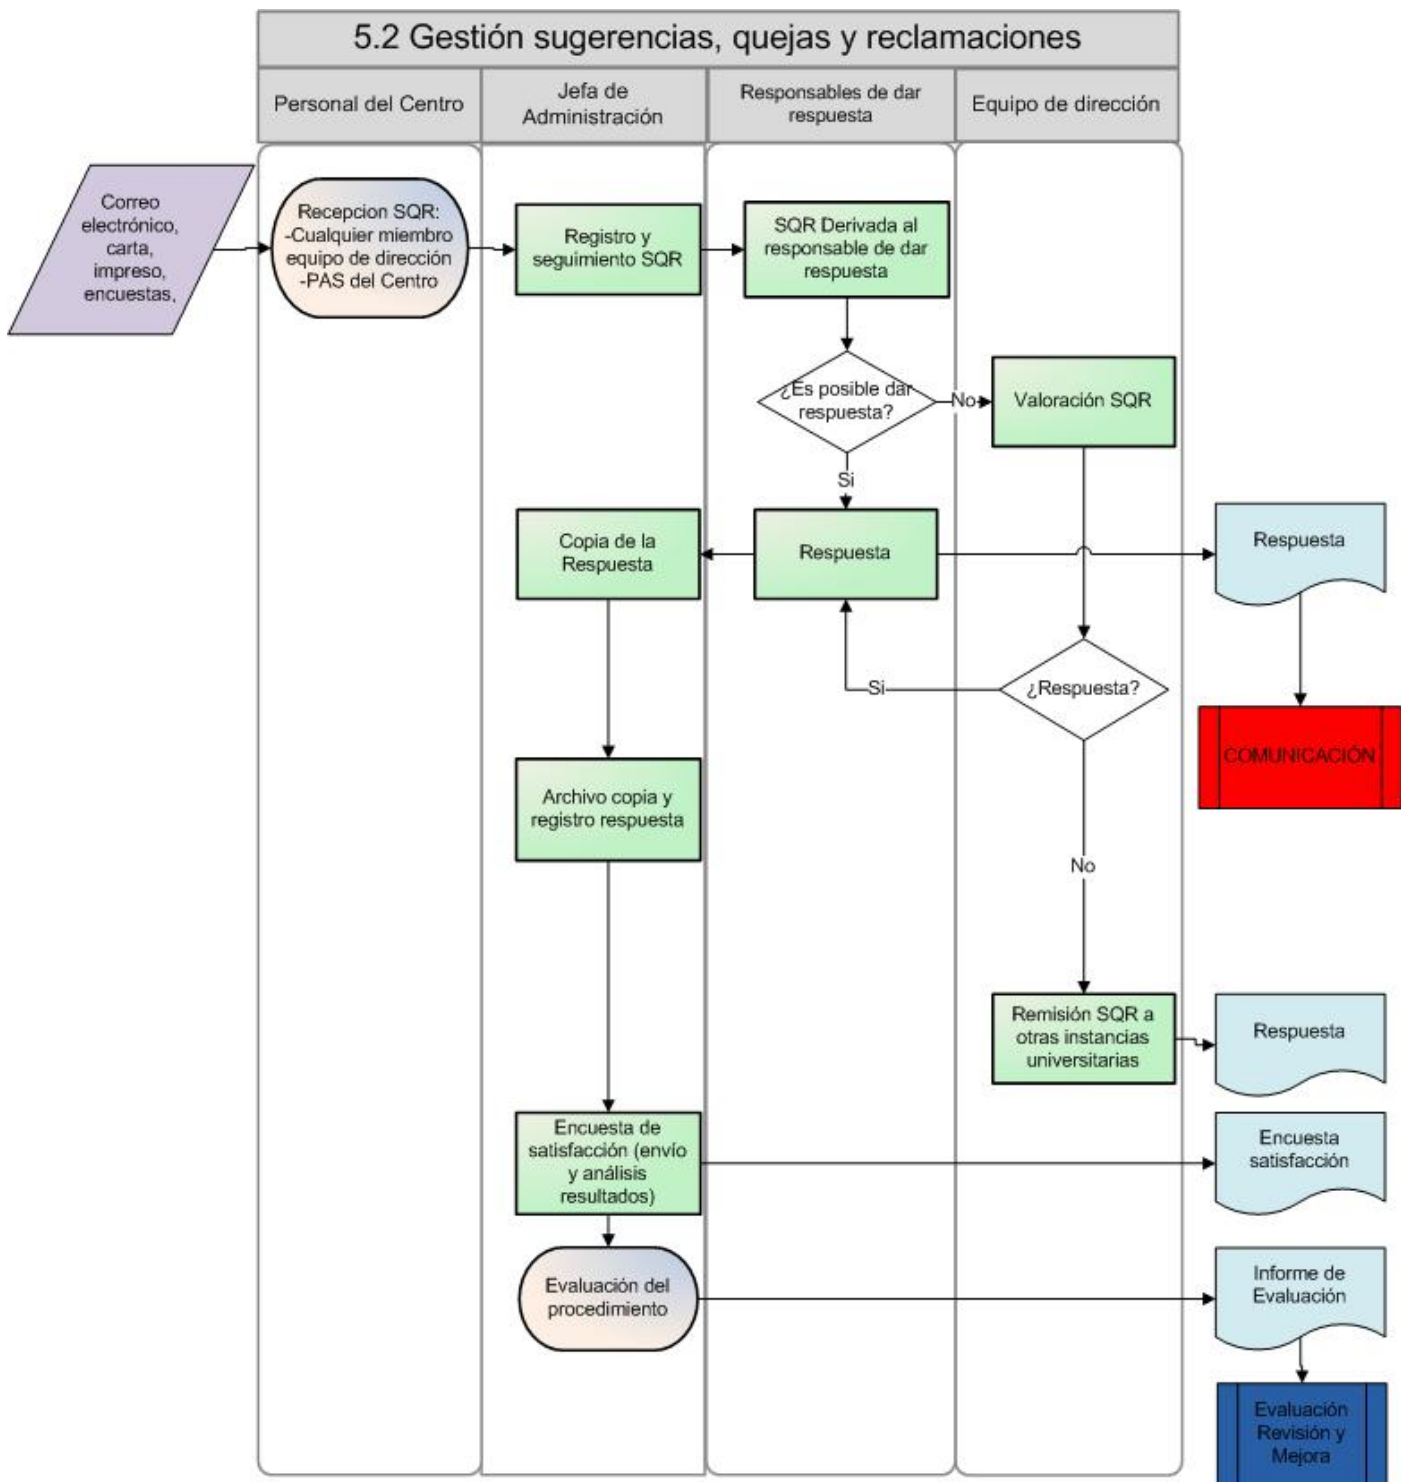 5.2 Gestión sugerencias, quejas y reclamaciones
Personal del Centro
Jefa de
Administración
Responsables de dar
respuesta
Equipo de dirección
Correo
electrónico,
carta,
impreso,
encuestas,
Recepcion SQR:
-Cualquier miembro
equipo de dirección
-PAS del Centro
Registro y
seguimiento SQR
SQR Derivada al
responsable de dar
respuesta
¿Es posible dar
respuesta?
No
Valoración SQR
Si
Copia de la
Respuesta
Respuesta
Respuesta
Si
¿Respuesta?
COMUNICACIÓN
Archivo copia y
registro respuesta
No
Remisión SQR a
otras instancias
universitarias
Respuesta
Encuesta de
satisfacción (envío
y análisis
resultados)
Encuesta
satisfacción
Evaluación del
procedimiento
Informe de
Evaluación
Evaluación
Revisión y
Mejora